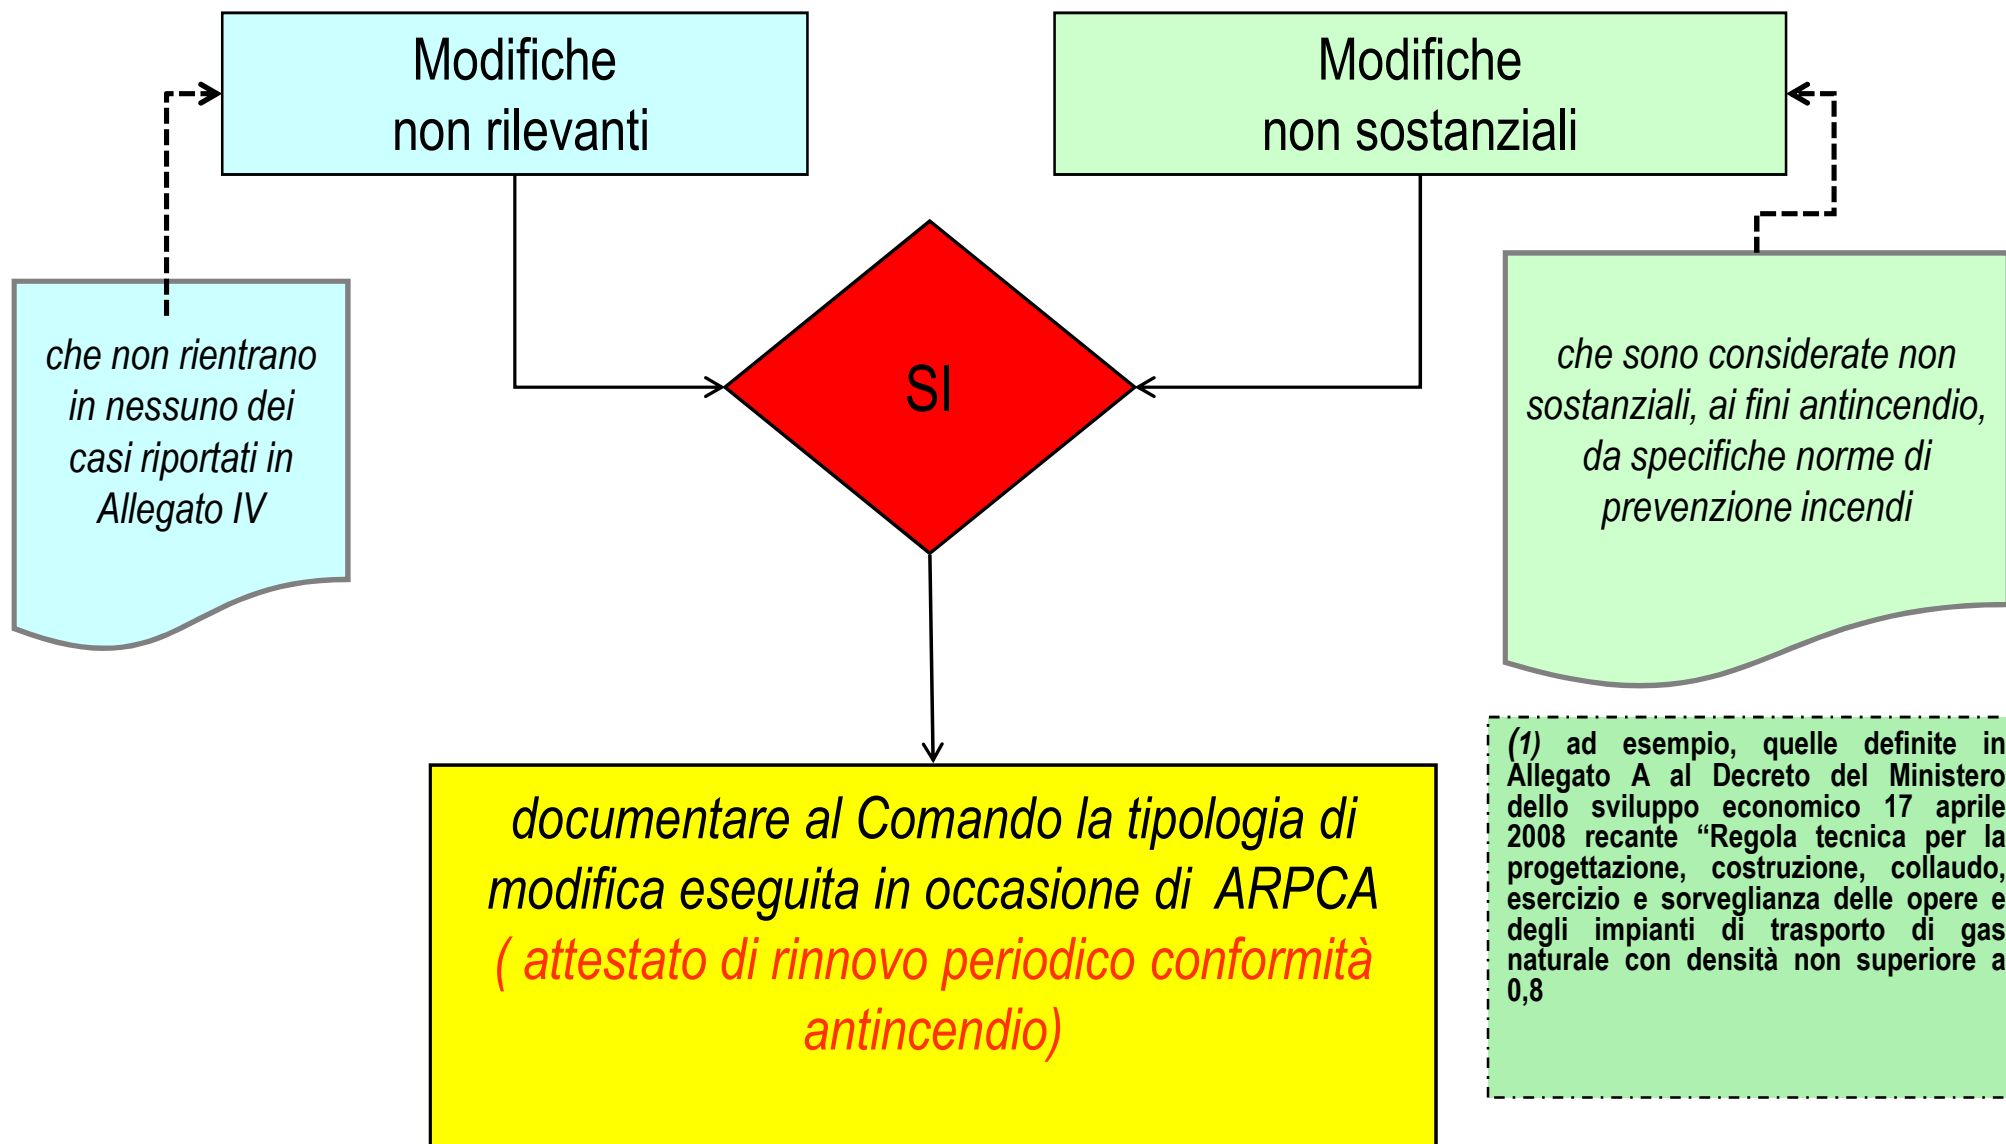 Modifiche
non rilevanti
Modifiche
non sostanziali
che non rientrano
in nessuno dei
casi riportati in
Allegato IV
SI
che sono considerate non
sostanziali, ai fini antincendio,
da specifiche norme di
prevenzione incendi
documentare al Comando la tipologia di
modifica eseguita in occasione di ARPCA
( attestato di rinnovo periodico conformità
antincendio)
(1) ad esempio, quelle definite in
Allegato A al Decreto del Ministero
dello sviluppo economico 17 aprile
2008 recante “Regola tecnica per la
progettazione, costruzione, collaudo,
esercizio e sorveglianza delle opere e
degli impianti di trasporto di gas
naturale con densità non superiore a
0,8